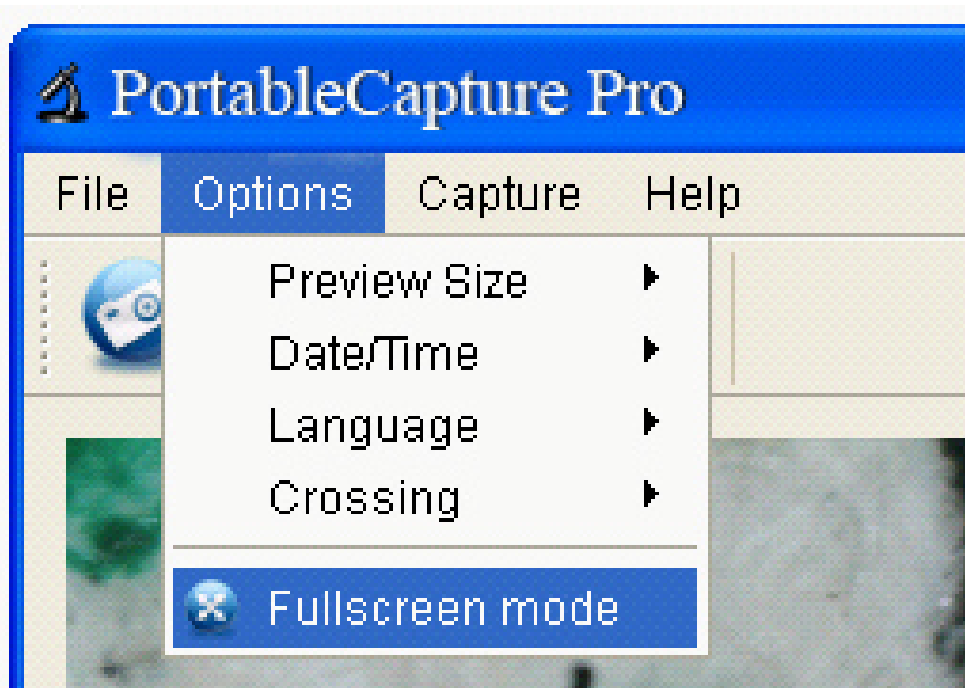 PortableCapture Pro
File Options Capture Help
Preview Size
Date/Time
Language
Crossing
Fullscreen mode